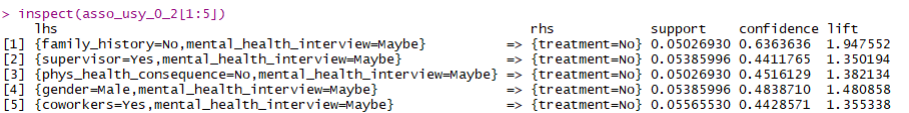 > inspect(asso_usy_0_2[1:5])
lhs rhs support confidence lift
[1] {family_history=No,mental_health_interview=Maybe} => {treatment=No} 0.05026930 0.6363636 1.947552
[2] {supervisor=Yes,mental_health_interview=Maybe} => {treatment=No} 0.05385996 0.4411765 1.350194
[3] {phys_health_consequence=No,mental_health_interview=Maybe} => {treatment=No} 0.05026930 0.4516129 1.382134
[4] {gender=Male,mental_health_interview=Maybe} => {treatment=No} 0.05385996 0.4838710 1.480858
[5] {coworkers=Yes,mental_health_interview=Maybe} => {treatment=No} 0.05565530 0.4428571 1.355338